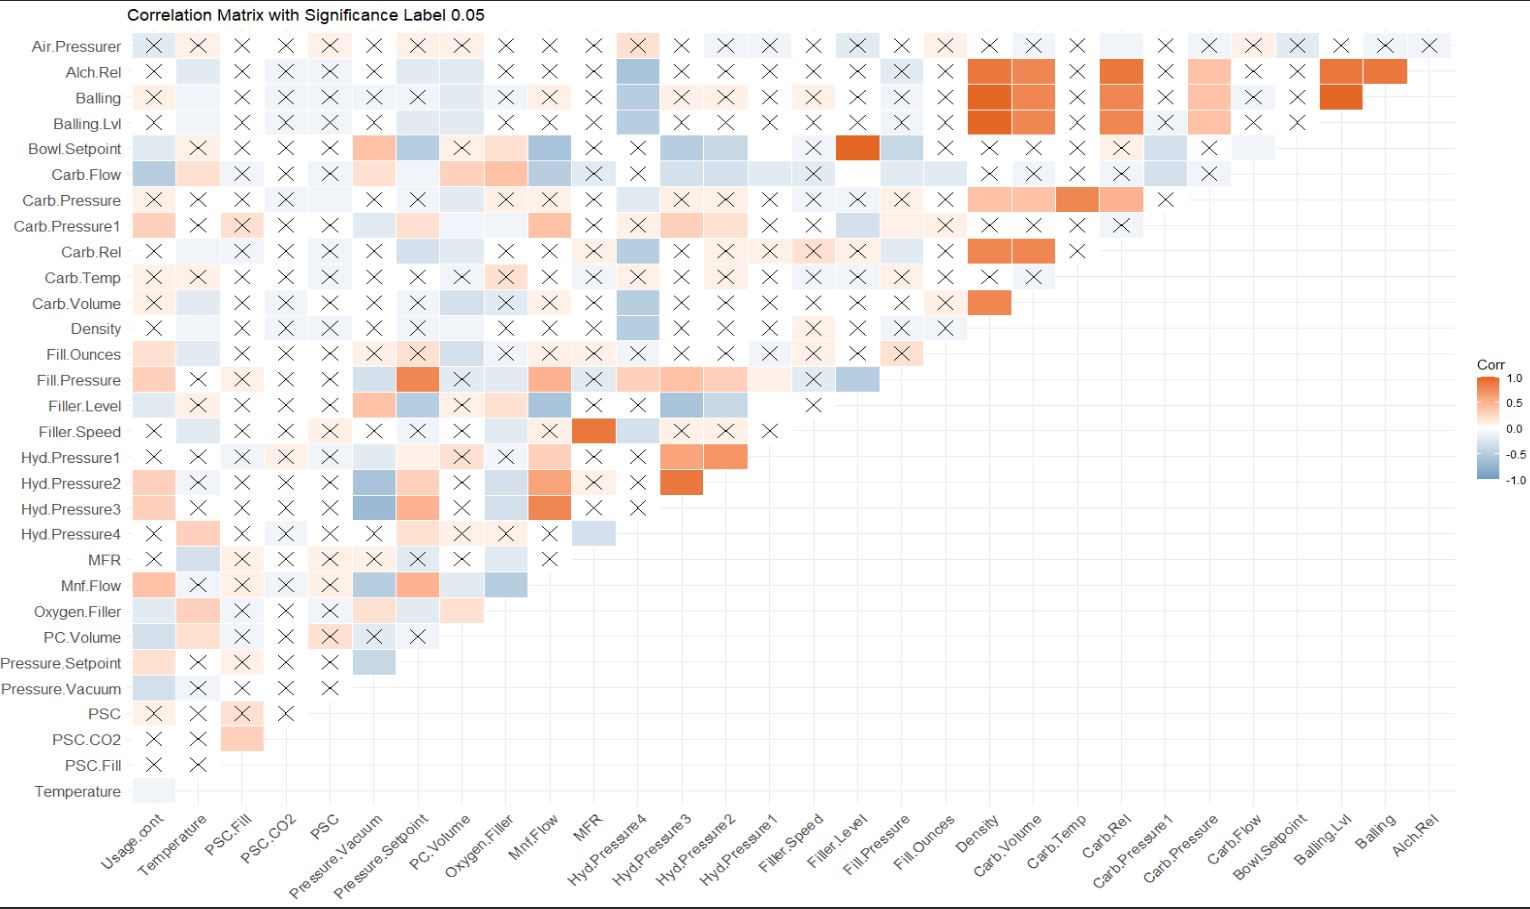 Correlation Matrix with Significance Label 0.05
Air.Pressurer
Alch.Rel
Balling
Balling.Lvl
Bowl.Setpoint
Carb.Flow
Carb.Pressure
Carb.Pressure1
Carb.Rel
Carb.Temp
Carb.Volume
Density
Fill.Ounces
Fill.Pressure
Filler.Level
Filler.Speed
Hyd.Pressure1
Hyd.Pressure2
Hyd.Pressure3
Hyd.Pressure4
MFR
Mnf.Flow
Oxygen.Filler
PC.Volume
Pressure.Setpoint
Pressure.Vacuum
PSC
PSC.CO2
PSC.Fill
Temperature
Usage.cont
Temperature
PSC.Fill
PSC.CO2
PSC
Pressure.Vacuum
Pressure.Setpoint
PC.Volume
Oxygen.Filler
Mnf.Flow
MFR
Hyd.Pressure4
Hyd.Pressure3
Hyd.Pressure2
Hyd.Pressure1
Filler.Speed
Filler.Level
Fill.Pressure
Fill.Ounces
Density
Carb.Volume
Carb.Temp
Carb.Rel
Carb.Pressure1
Carb.Pressure
Carb.Flow
Bowl.Setpoint
Balling.Lvl
Balling
Alch.Rel
Corr
1.0
0.5
0.0
-0.5
-1.0